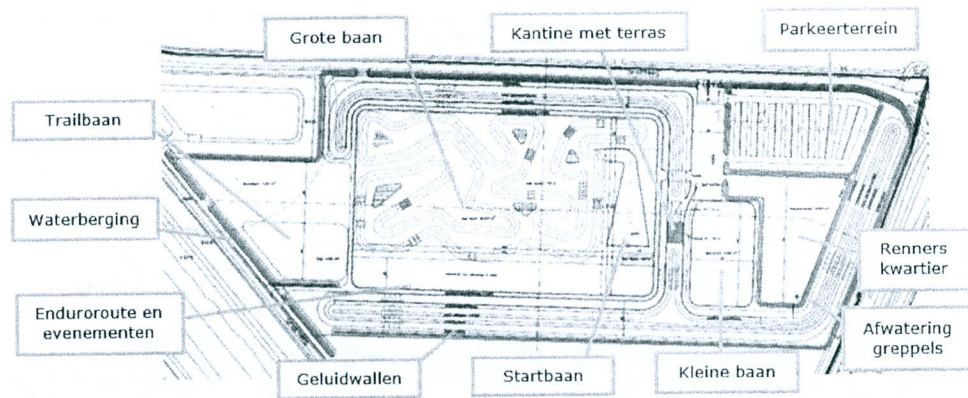 Grote baan
Kantine met terras
Parkeerterrein
Trailbaan
Waterberging
Renners
kwartier
Enduroroute en
evenementen
Afwatering
greppels
Geluidwallen
Startbaan
Kleine baan